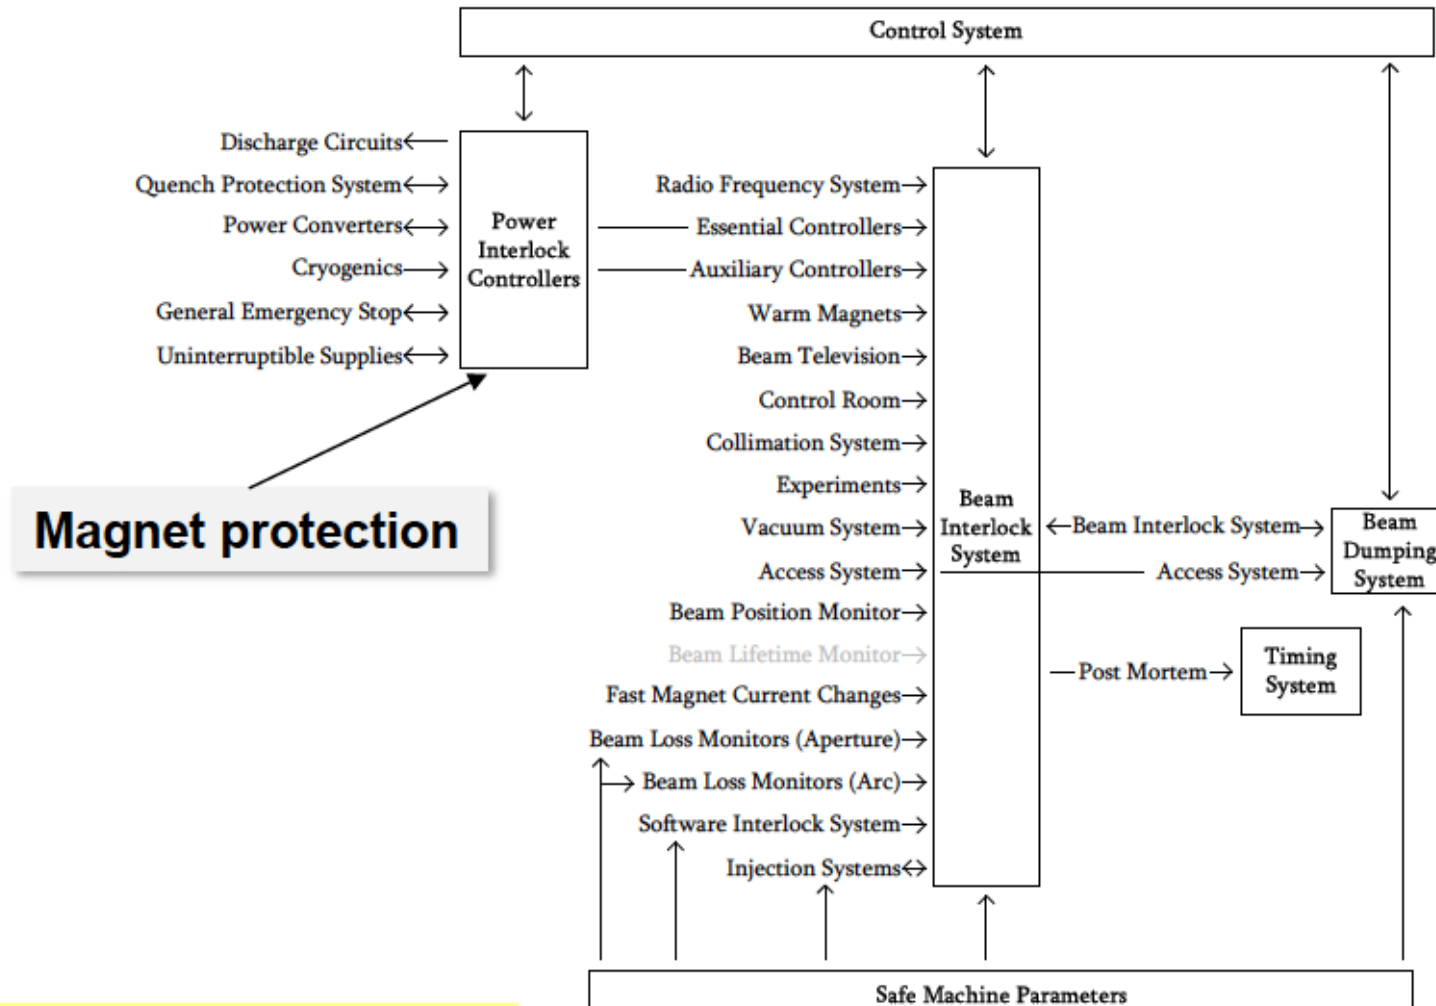 Control System
Discharge Circuits
Quench Protection System
Power Converters
Cryogenics
General Emergency Stop
Uninterruptible Supplies
Power
Interlock
Controllers
Magnet protection
Radio Frequency System
Essential Controllers
Auxiliary Controllers
Warm Magnets
Beam Television
Control Room
Collimation System
Experiments
Vacuum System
Access System
Beam Position Monitor
Beam Lifetime Monitor
Fast Magnet Current Changes
Beam Loss Monitors (Aperture)
Beam Loss Monitors (Arc)
Software Interlock System
Injection Systems
Beam
Interlock
System
Beam Interlock System
Access System
Beam
Dumping
System
Post Mortem
Timing
System
Safe Machine Parameters